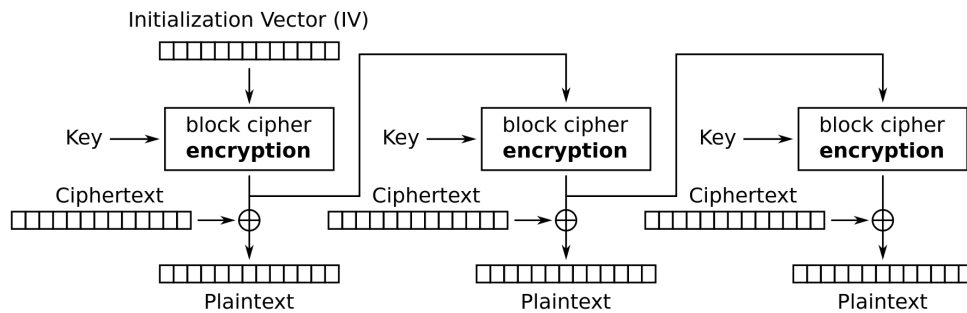 Initialization Vector (IV)
Key
block cipher
encryption
Key
block cipher
encryption
Key
block cipher
encryption
Ciphertext
Ciphertext
Ciphertext
Plaintext
Plaintext
Plaintext